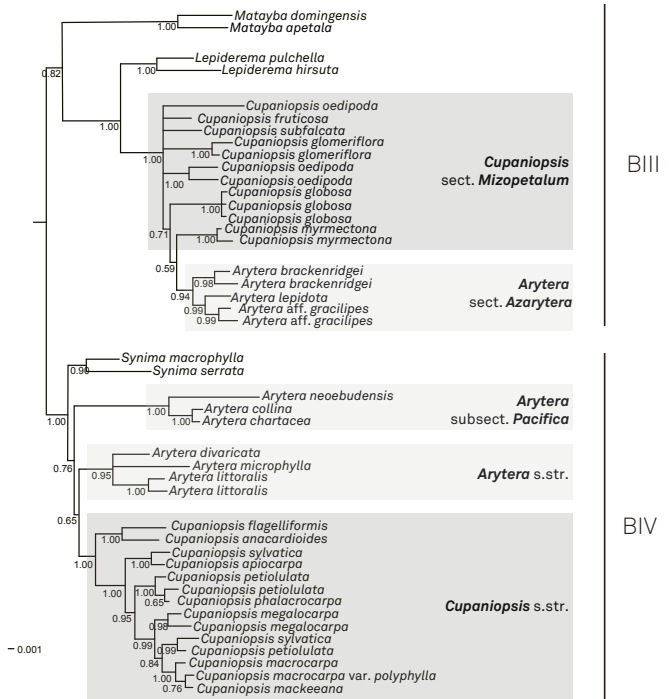 Matayba domingensis
1.00
Matayba apetala
0.82
Lepiderema pulchella
1.00
Lepiderema hirsuta
1.00
Cupaniopsis oedipoda
Cupaniopsis fruticosa
Cupaniopsis subfalcata
Cupaniopsis glomeriflora
1.00
1.00
Cupaniopsis glomeriflora
Cupaniopsis oedipoda
1.00
Cupaniopsis oedipoda
Cupaniopsis globosa
1.00
Cupaniopsis globosa
Cupaniopsis globosa
0.71
Cupaniopsis myrmectona
1.00
Cupaniopsis myrmectona
Cupaniopsis
sect. Mizopetalum
BIII
0.59
Arytera brackenridgei
0.98
Arytera brackenridgei
0.94
Arytera lepidota
0.99
Arytera aff. gracilipes
0.99
Arytera aff. gracilipes
Arytera
sect. Azarytera
Synima macrophylla
0.90
Synima serrata
1.00
Arytera neoebudensis
1.00
Arytera collina
1.00
Arytera chartacea
Arytera
subsect. Pacifica
0.76
Arytera divaricata
Arytera microphylla
0.95
Arytera littoralis
1.00
Arytera littoralis
Arytera s.str.
0.65
BIV
Cupaniopsis flagelliformis
1.00
Cupaniopsis anacardioides
1.00
Cupaniopsis sylvatica
1.00
Cupaniopsis apiocarpa
1.00
Cupaniopsis petiolulata
1.00
Cupaniopsis petiolulata
0.65
Cupaniopsis phalacrocarpa
0.95
Cupaniopsis megalocarpa
0.98
Cupaniopsis megalocarpa
0.99
Cupaniopsis sylvatica
0.99
Cupaniopsis petiolulata
0.84
Cupaniopsis macrocarpa
1.00
Cupaniopsis macrocarpa var. polyphylla
0.76
Cupaniopsis mackeeana
Cupaniopsis s.str.
0.001